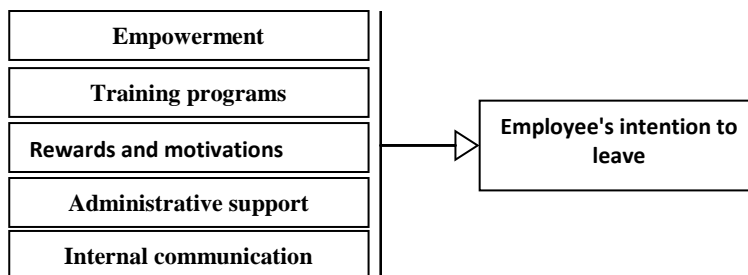 Empowerment
Training programs
Rewards and motivations
Administrative support
Internal communication
Employee's intention to
leave